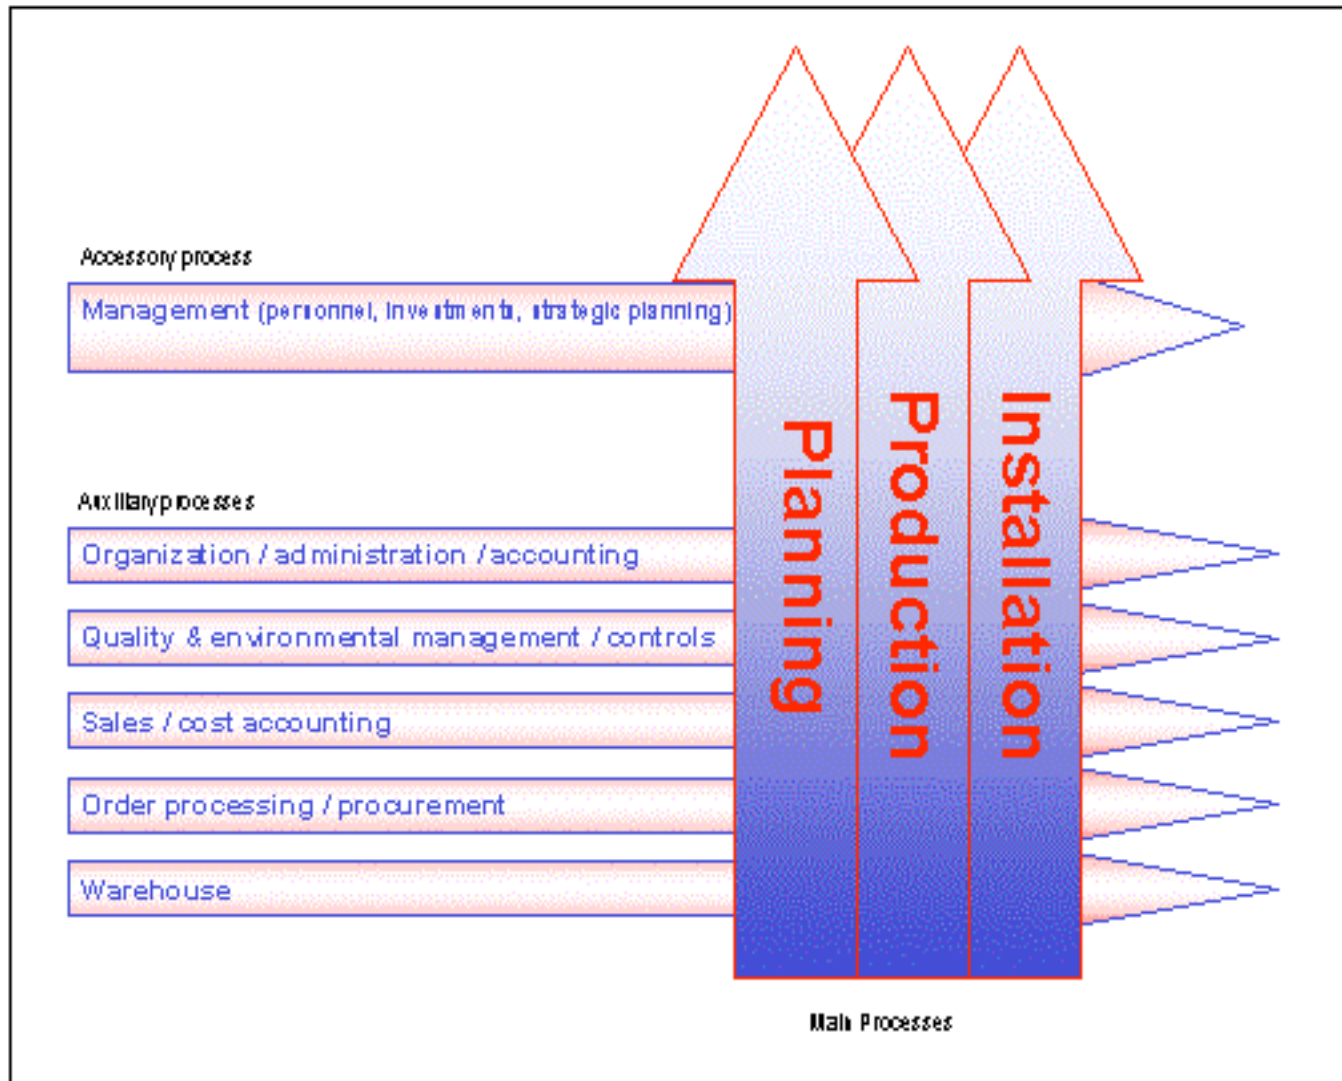 Accessory process
Management (personnel, investments, strategic planning)
Auxiliary processes
Organization / administration / accounting
Quality & environmental management / controls
Sales / cost accounting
Order processing / procurement
Warehouse
Planning
Production
Installation
Main Processes